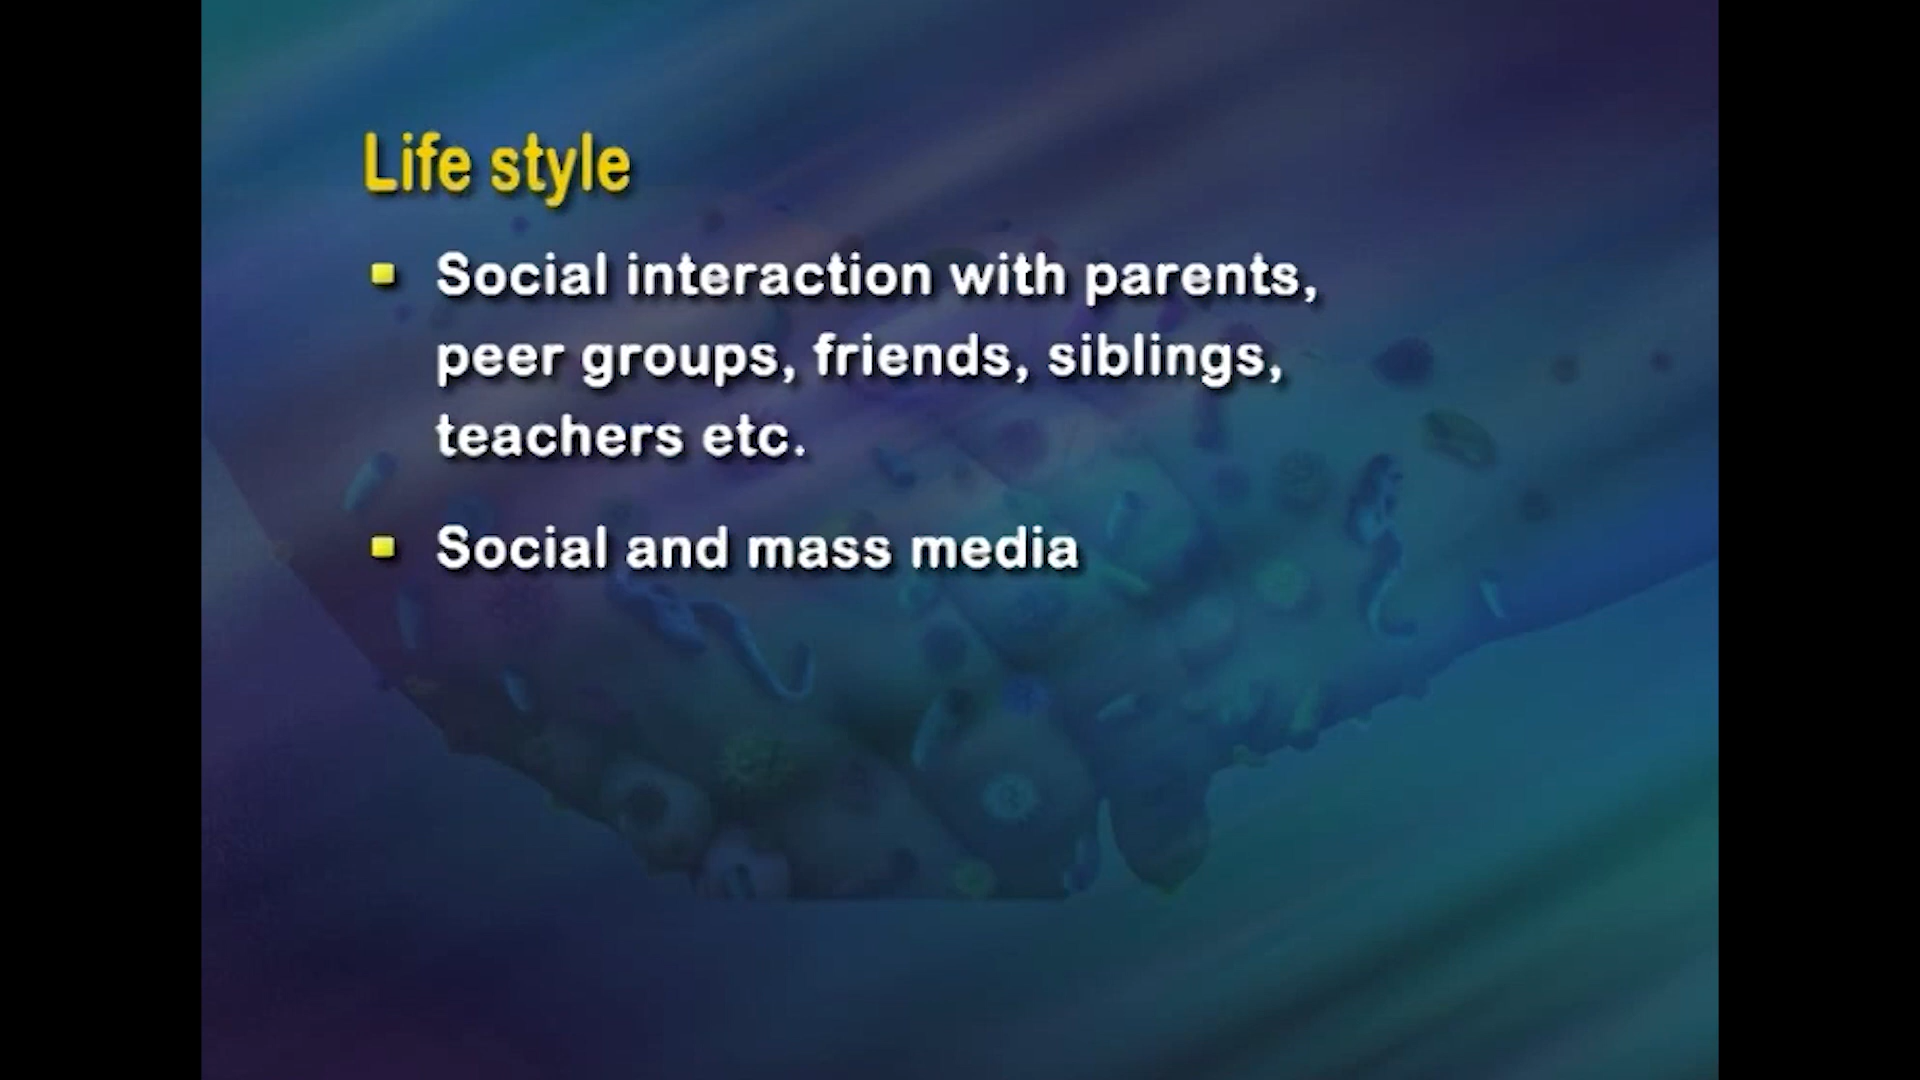 Life style
Social interaction with parents,
peer groups, friends, siblings,
teachers etc.
Social and mass media